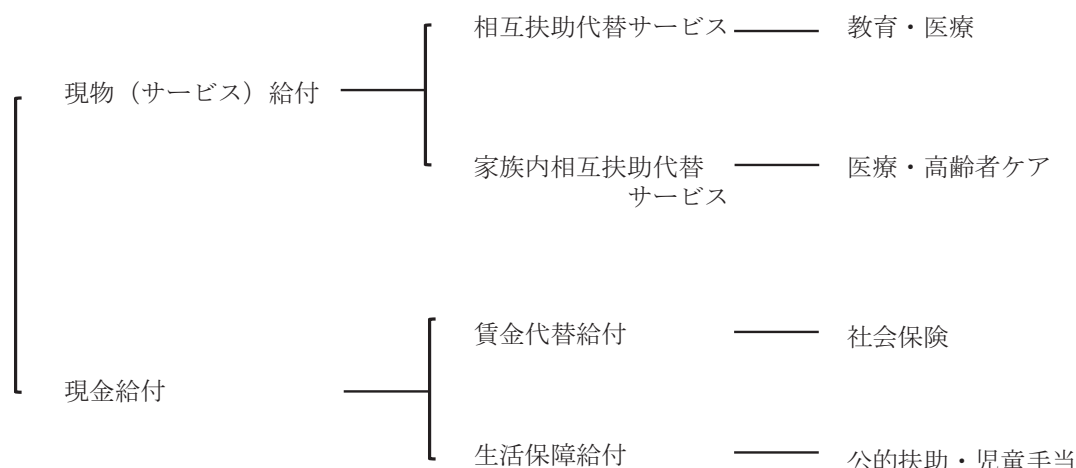 相互扶助代替サービス 教育・医療
現物（サービス）給付
家族内相互扶助代替 医療・高齢者ケア
サービス
賃金代替給付 社会保険
現金給付
生活保障給付 公的扶助・児童手当